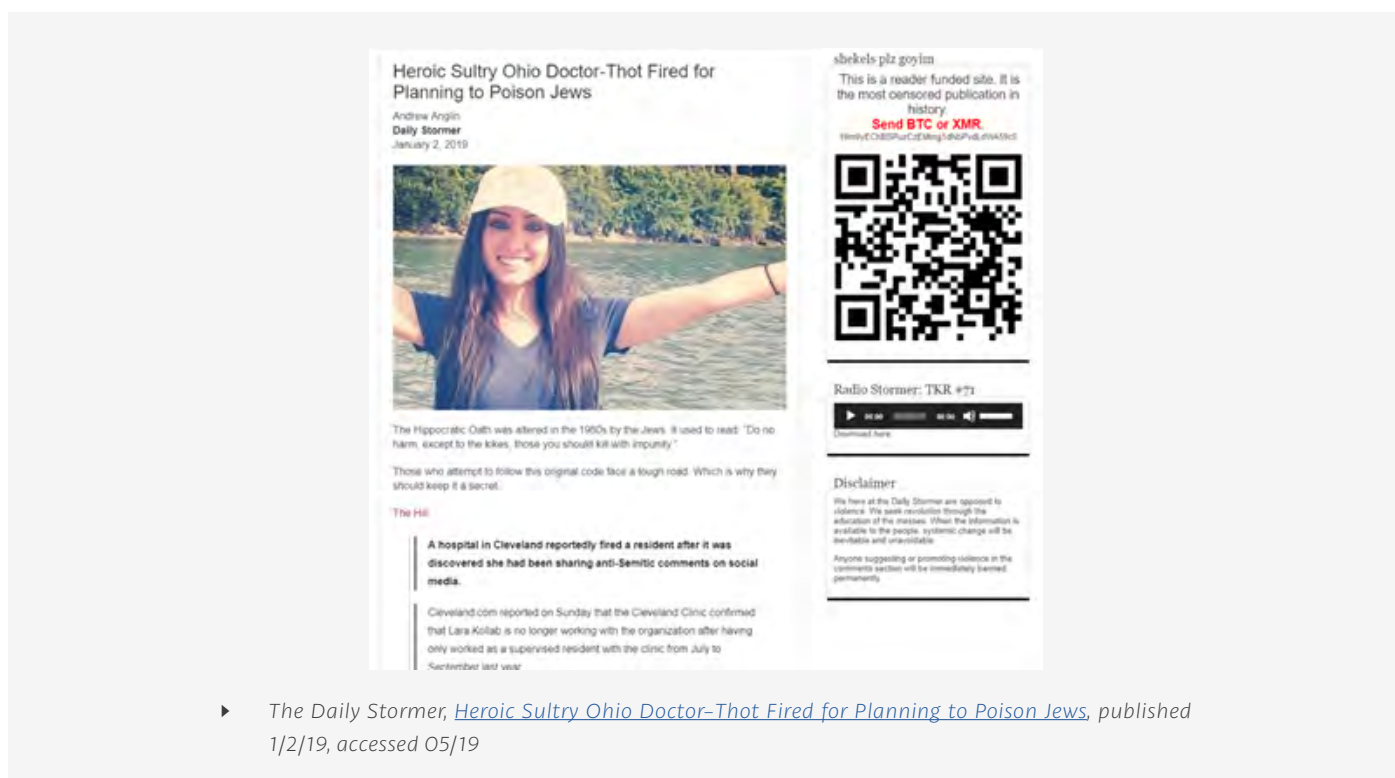 Heroic Sultry Ohio Doctor-Thot Fired for
Planning to Poison Jews
Andrew Anglin
Daily Stormer
January 2, 2019
The Hippocratic Oath was altered in the 1960s by the Jews. It used to read: "Do no
harm, except to the kikes, those you should kill with impunity."
Those who attempt to follow this original code face a tough road. Which is why they
should keep it a secret.
The Hill
A hospital in Cleveland reportedly fired a resident after it was
discovered she had been sharing anti-Semitic comments on social
media.
Cleveland.com reported on Sunday that the Cleveland Clinic confirmed
that Lara Kollab is no longer working with the organization after having
only worked as a supervised resident with the clinic from July to
September last year
shekels plz goyim
This is a reader funded site. It is
the most censored publication in
history.
Send BTC or XMR.
Radio Stormer: TKR #71
00:00 00:00
Download here
Disclaimer
We here at the Daily Stormer are opposed to
violence. We seek revolution through the
education of the masses. When the information is
available to the people, systemic change will be
inevitable and unavoidable.
Anyone suggesting or promoting violence in the
comments section will be immediately banned,
permanently.
The Daily Stormer, Heroic Sultry Ohio Doctor-Thot Fired for Planning to Poison Jews, published
1/2/19, accessed 05/19